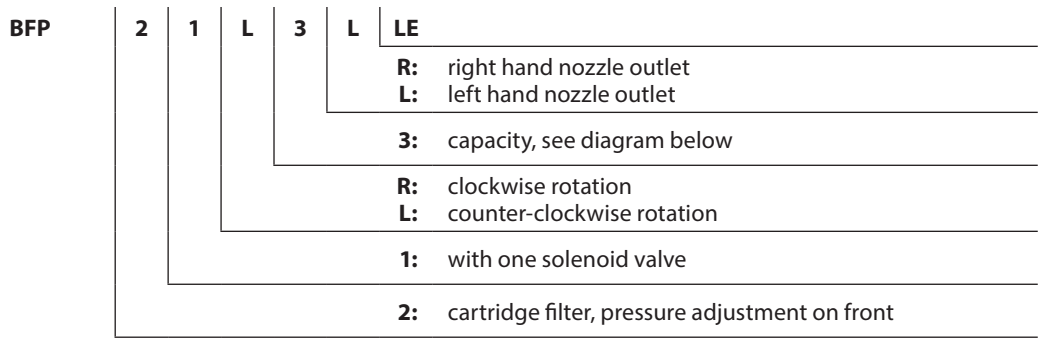 BFP 2 1 L 3 L LE
R: right hand nozzle outlet
L: left hand nozzle outlet
3: capacity, see diagram below
R: clockwise rotation
L: counter-clockwise rotation
1: with one solenoid valve
2: cartridge filter, pressure adjustment on front